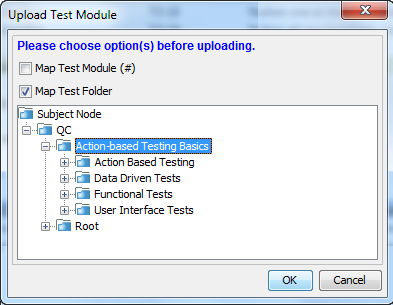 Upload Test Module
Please choose option(s) before uploading.
Map Test Module (#)
Map Test Folder
Subject Node
QC
Action-based Testing Basics
Action Based Testing
Data Driven Tests
Functional Tests
User Interface Tests
Root
OK
Cancel